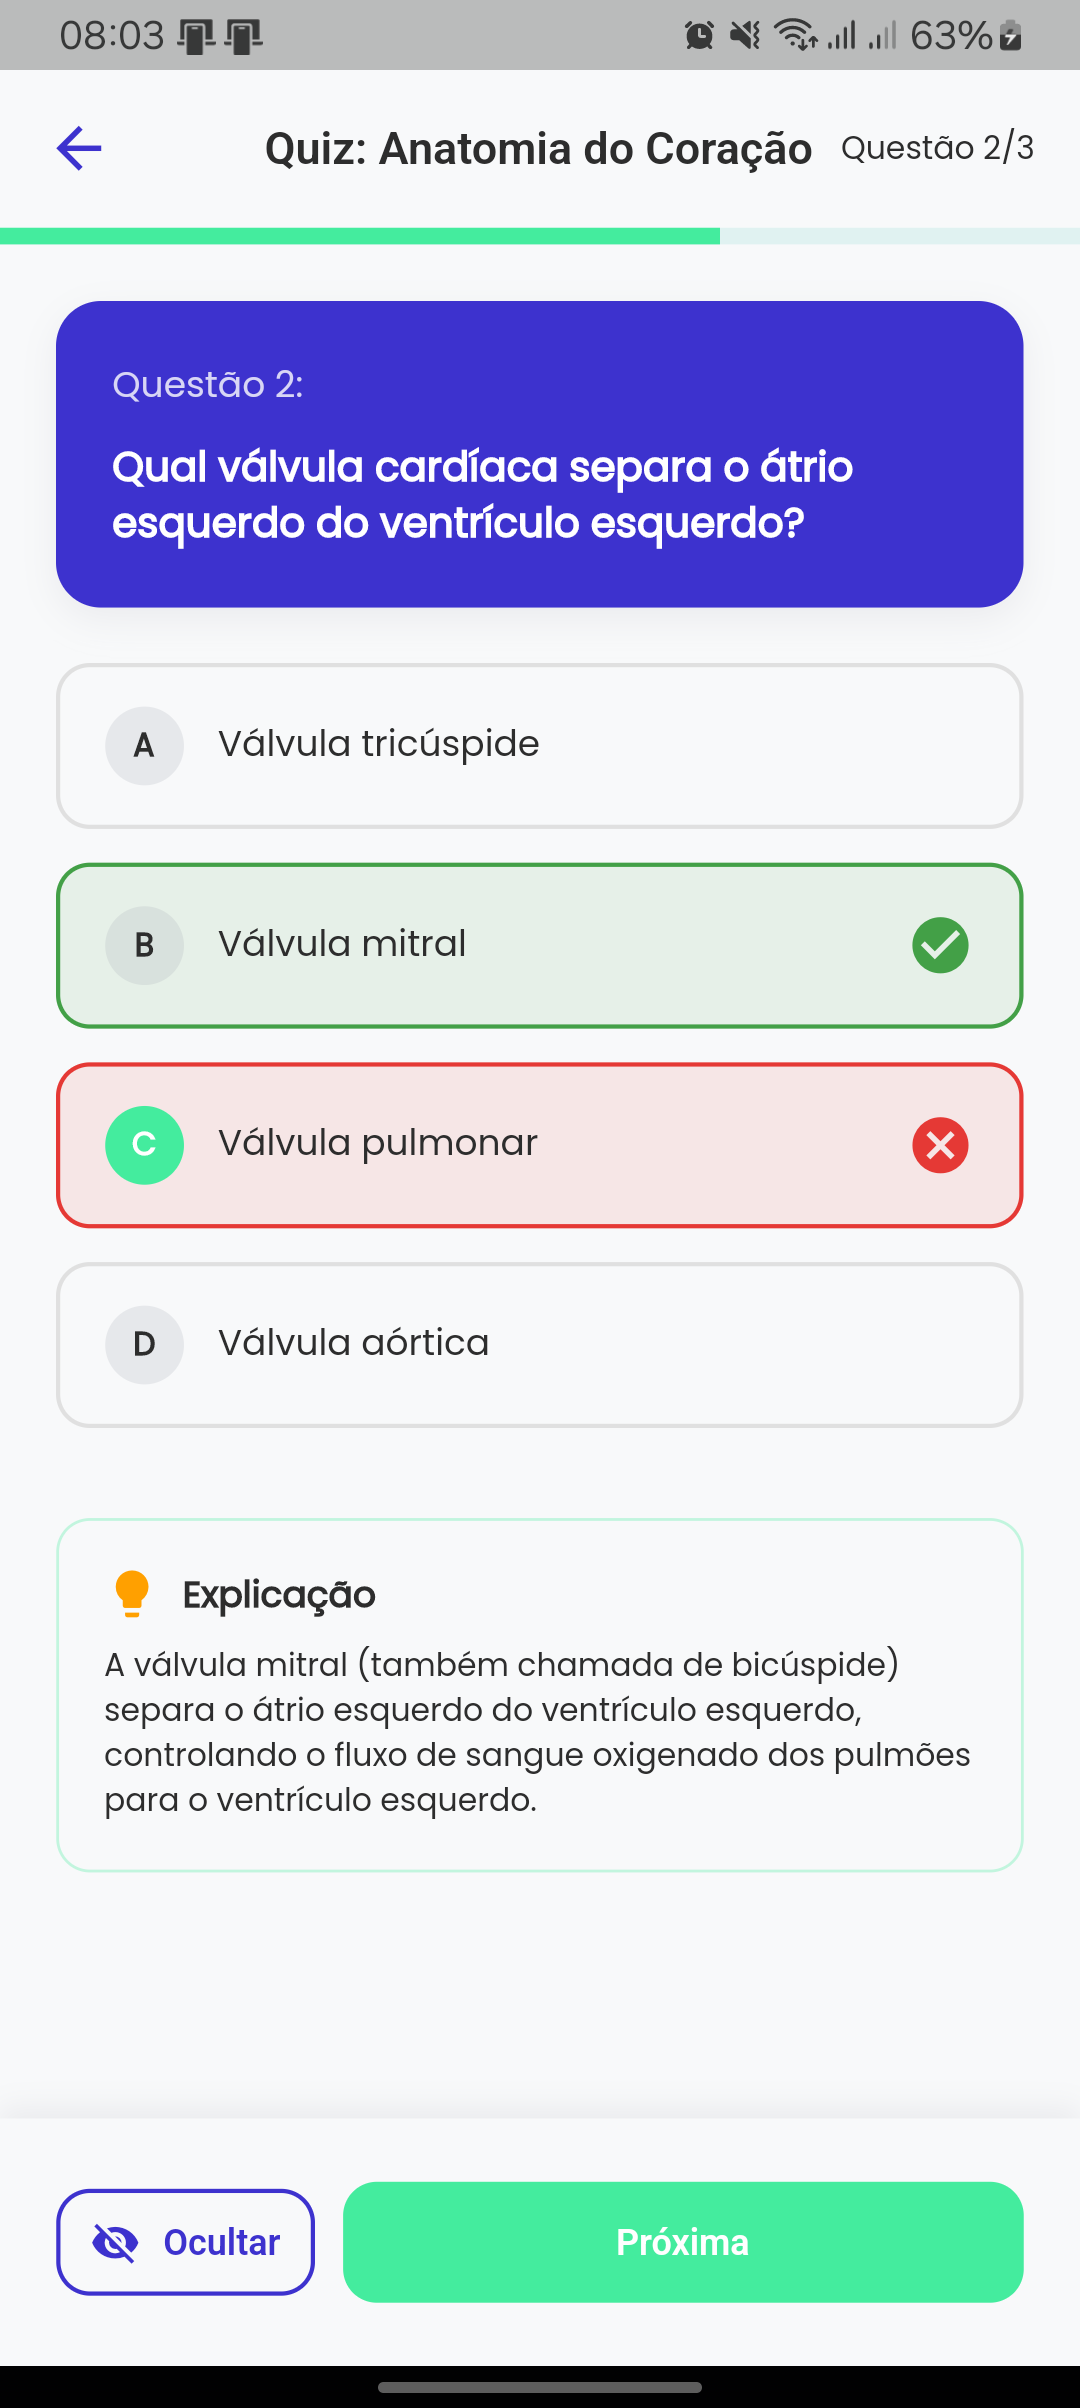 08:03 63%
Quiz: Anatomia do Coração Questão 2/3
Questão 2:
Qual válvula cardíaca separa o átrio
esquerdo do ventrículo esquerdo?
A Válvula tricúspide
B Válvula mitral
C Válvula pulmonar
D Válvula aórtica
Explicação
A válvula mitral (também chamada de bicúspide)
separa o átrio esquerdo do ventrículo esquerdo,
controlando o fluxo de sangue oxigenado dos pulmões
para o ventrículo esquerdo.
Ocultar Próxima